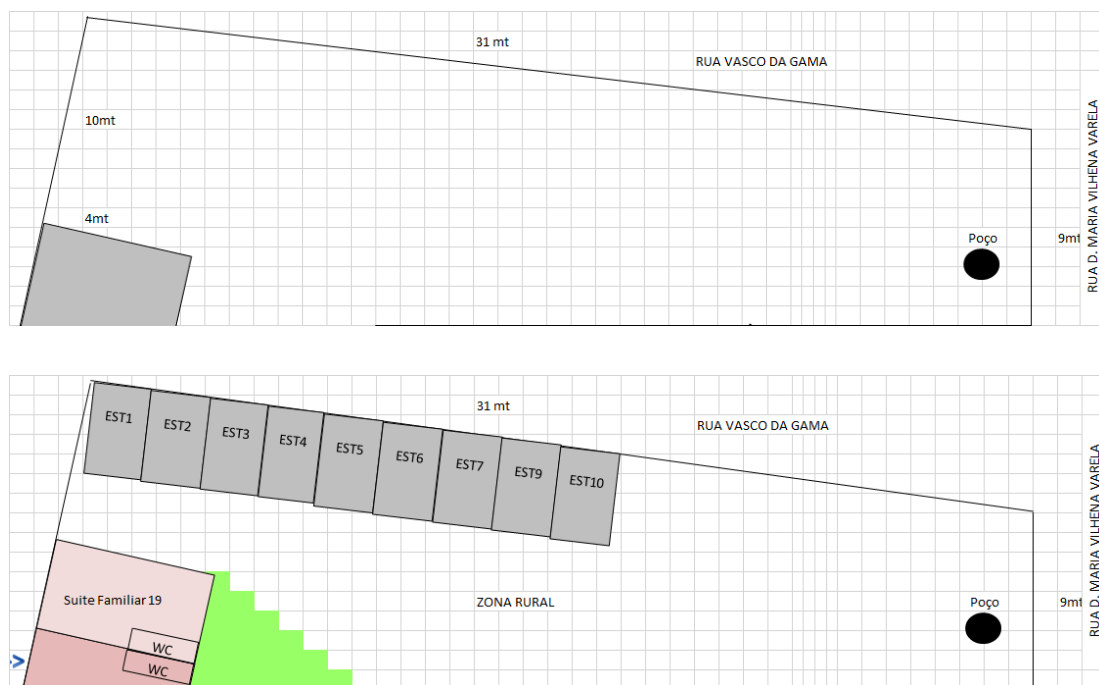 31 mt
RUA VASCO DA GAMA
10mt
4mt
Poço
9mt
RUA D. MARIA VILHENA VARELA
31 mt
RUA VASCO DA GAMA
EST1
EST2
EST3
EST4
EST5
EST6
EST7
EST9
EST10
Suite Familiar 19
ZONA RURAL
Poço
9mt
RUA D. MARIA VILHENA VARELA
WC
WC